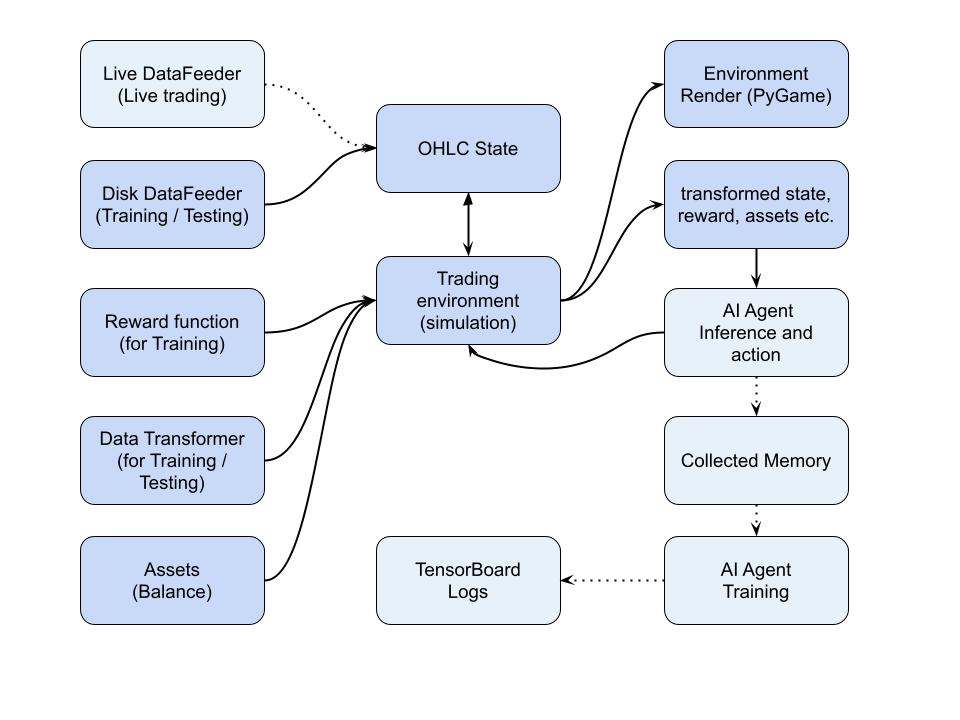 Live DataFeeder
(Live trading)
Disk DataFeeder
(Training / Testing)
Reward function
(for Training)
Data Transformer
(for Training /
Testing)
Assets
(Balance)
OHLC State
Trading
environment
(simulation)
TensorBoard
Logs
Environment
Render (PyGame)
transformed state,
reward, assets etc.
AI Agent
Inference and
action
Collected Memory
AI Agent
Training